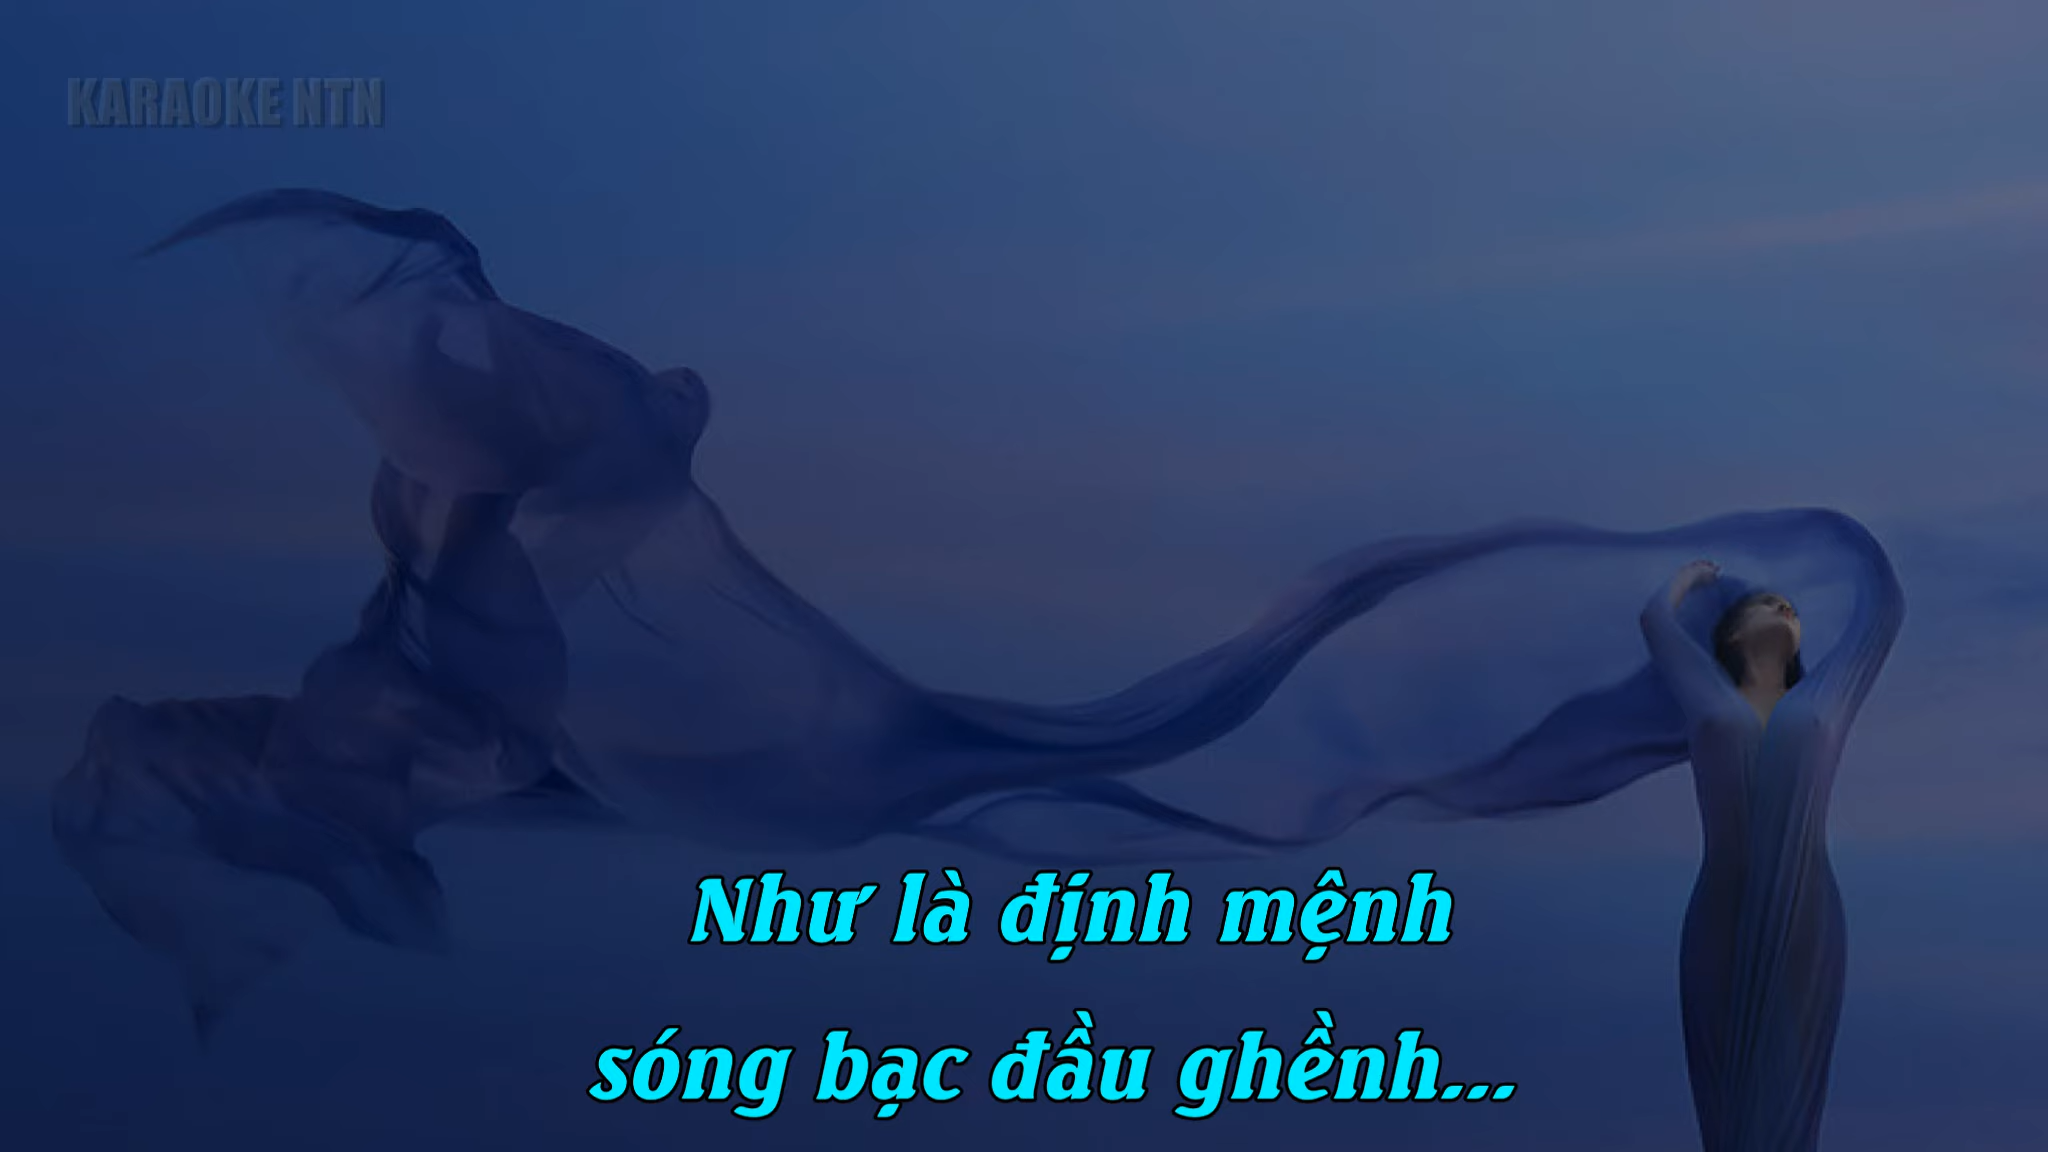 KARAOKE NTN
Như là định mệnh
sóng bạc đầu ghềnh...